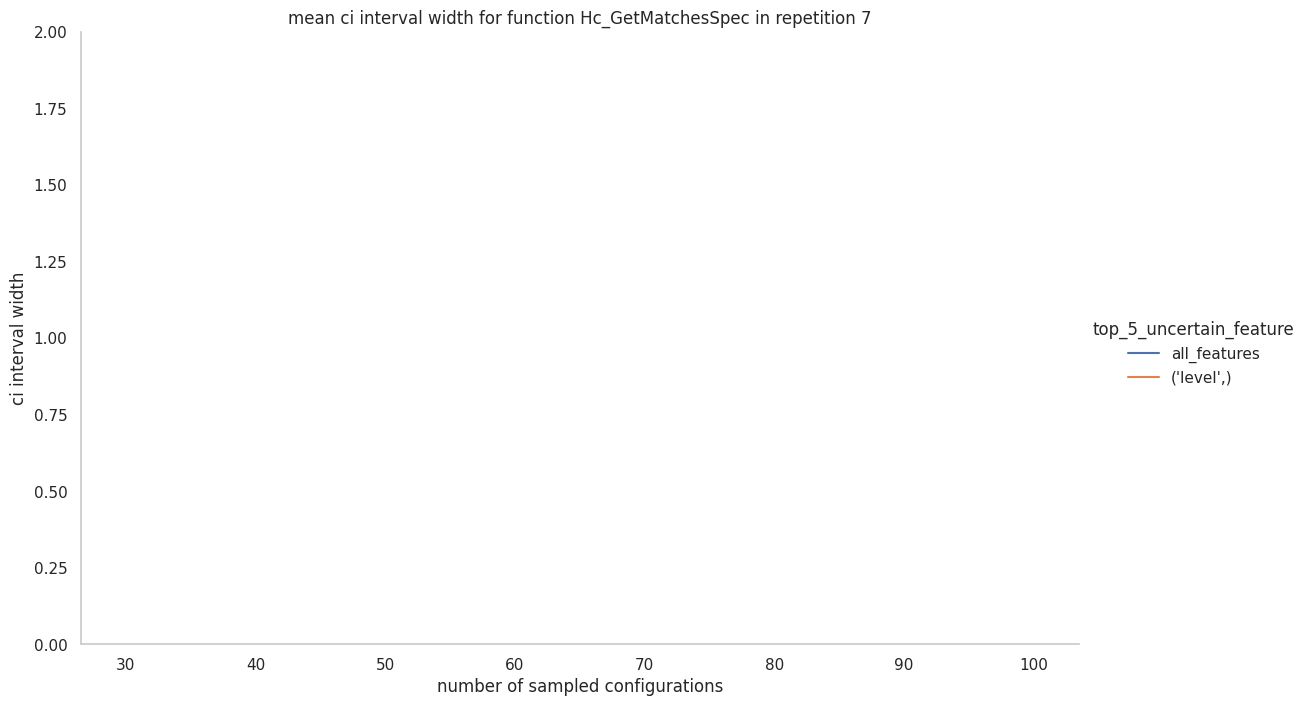 mean ci interval width for function Hc_GetMatchesSpec in repetition 7
2.00
1.75
1.50
1.25
1.00
0.75
0.50
0.25
0.00
ci interval width
30 40 50 60 70 80 90 100
number of sampled configurations
top_5_uncertain_feature
all_features
('level',)